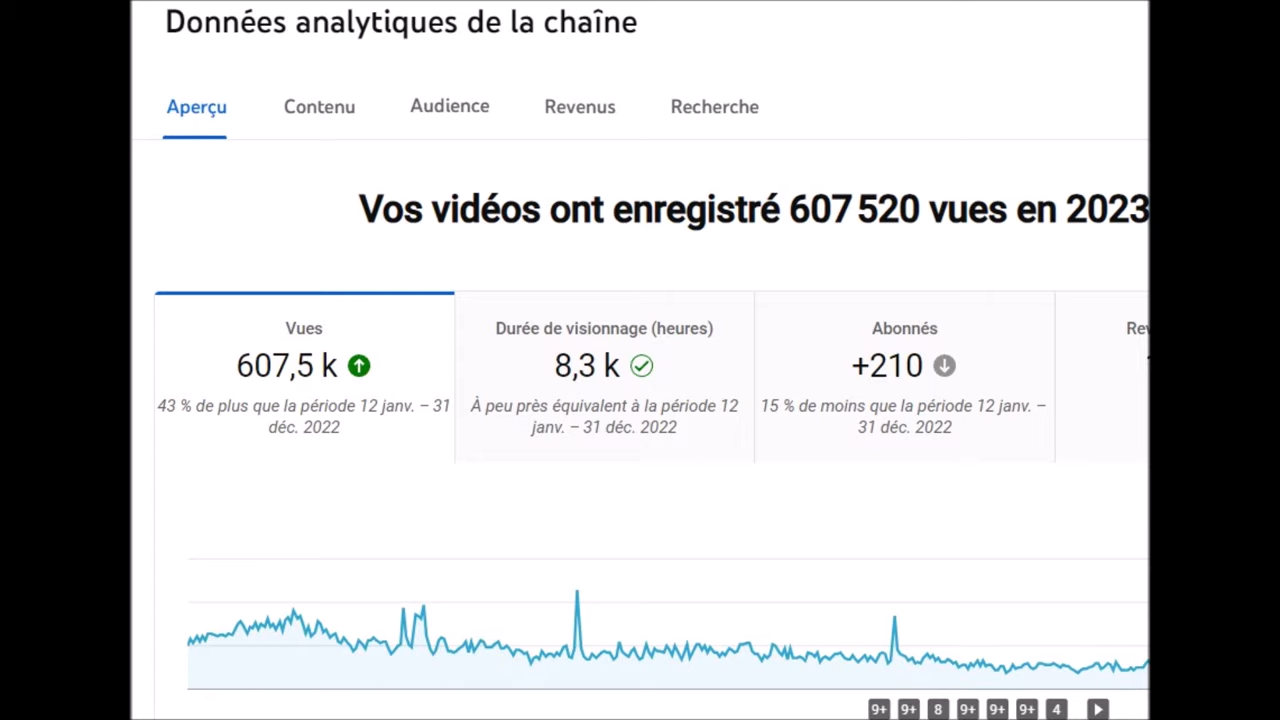 Données analytiques de la chaîne
Aperçu Contenu Audience Revenus Recherche
Vos vidéos ont enregistré 607 520 vues en 2023
Vues
607,5 k
43 % de plus que la période 12 janv. – 31
déc. 2022
Durée de visionnage (heures)
8,3 k
À peu près équivalent à la période 12
janv. – 31 déc. 2022
Abonnés
+210
15 % de moins que la période 12 janv. –
31 déc. 2022
9+ 9+ 8 9+ 9+ 9+ 4